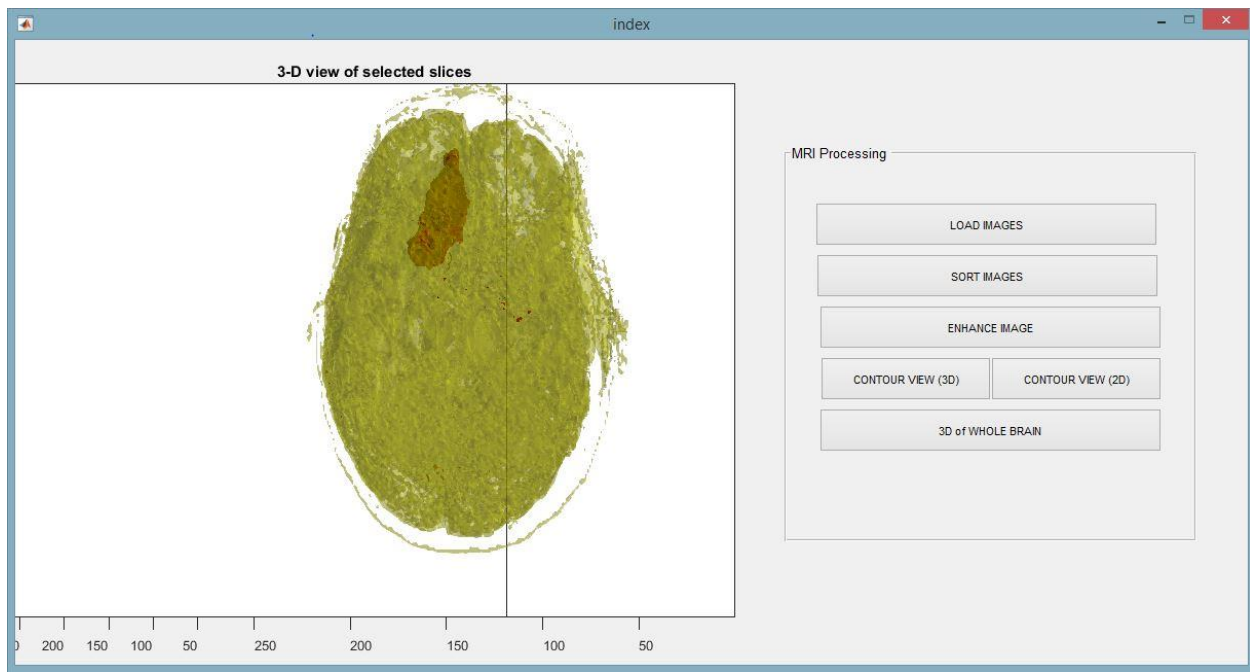 index
3-D view of selected slices
200 150 100 50 250 200 150 100 50
MRI Processing
LOAD IMAGES
SORT IMAGES
ENHANCE IMAGE
CONTOUR VIEW (3D) CONTOUR VIEW (2D)
3D of WHOLE BRAIN